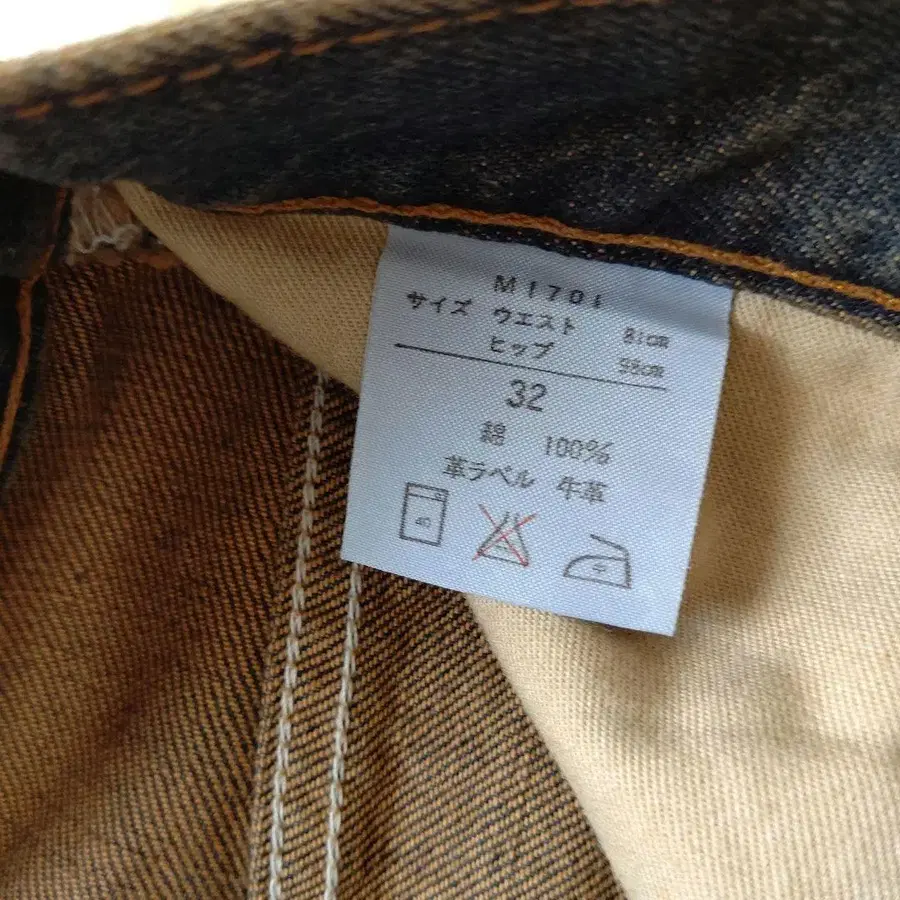 M1701
サイズ ウエスト 81cm
ヒップ 98cm
32
綿 100%
革ラベル 牛革
40